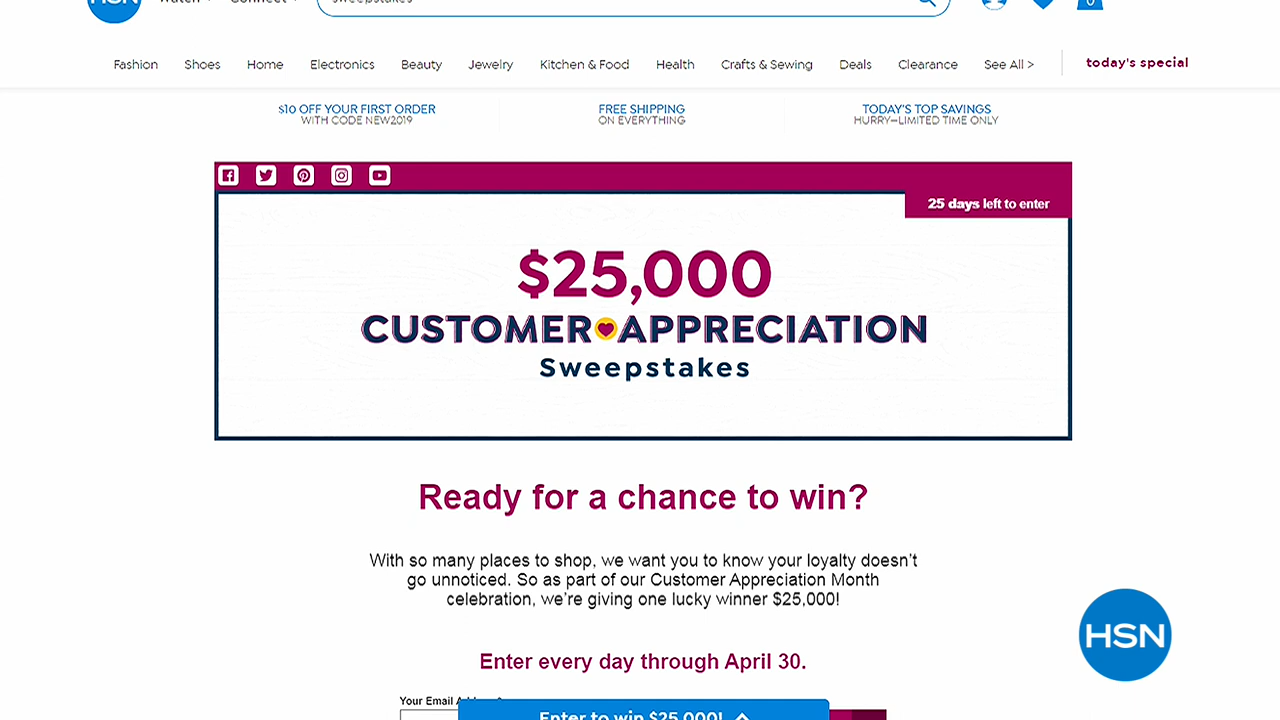 HSN
Watch
Connect
sweepstakes
0
Fashion
Shoes
Home
Electronics
Beauty
Jewelry
Kitchen & Food
Health
Crafts & Sewing
Deals
Clearance
See All >
today's special
$10 OFF YOUR FIRST ORDER
WITH CODE NEW2019
FREE SHIPPING
ON EVERYTHING
TODAY'S TOP SAVINGS
HURRY–LIMITED TIME ONLY
25 days left to enter
$25,000
CUSTOMER APPRECIATION
Sweepstakes
Ready for a chance to win?
With so many places to shop, we want you to know your loyalty doesn't
go unnoticed. So as part of our Customer Appreciation Month
celebration, we're giving one lucky winner $25,000!
HSN
Enter every day through April 30.
Your Email
Enter to win $25,000!